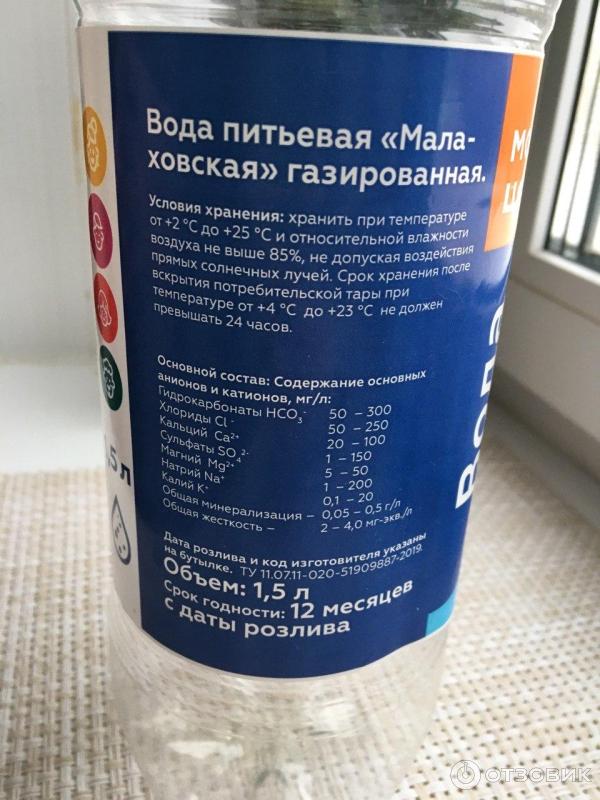 Вода питьевая «Мала-
ховская» газированная.
Условия хранения: хранить при температуре
от +2 °С до +25 °С и относительной влажности
воздуха не выше 85%, не допуская воздействия
прямых солнечных лучей. Срок хранения после
вскрытия потребительской тары при
температуре от +4 °С до +23 °С не должен
превышать 24 часов.
Основной состав: Содержание основных
анионов и катионов, мг/л:
Гидрокарбонаты HCO₃⁻ 50 – 300
Хлориды Cl⁻ 50 – 250
Кальций Ca²⁺ 20 – 100
Сульфаты SO₄²⁻ 1 – 150
Магний Mg²⁺ 5 – 50
Натрий Na⁺ 1 – 200
Калий K⁺ 0,1 – 20
Общая минерализация – 0,05 – 0,5 г/л
Общая жесткость – 2 – 4,0 мг-экв./л
Дата розлива и код изготовителя указаны
на бутылке. ТУ 11.07.11-020-51909887-2019.
Объем: 1,5 л
Срок годности: 12 месяцев
с даты розлива
Вода
,5 л
ОТЗОВИК